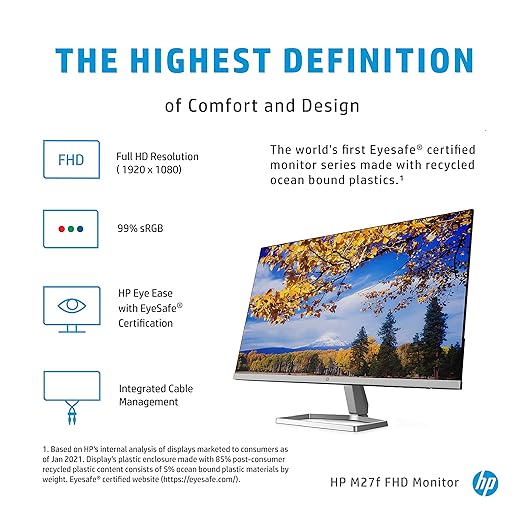 THE HIGHEST DEFINITION
of Comfort and Design
FHD
Full HD Resolution
( 1920 x 1080)
The world's first Eyesafe® certified
monitor series made with recycled
ocean bound plastics.¹
99% sRGB
HP Eye Ease
with EyeSafe®
Certification
Integrated Cable
Management
1. Based on HP's internal analysis of displays marketed to consumers as
of Jan 2021. Display's plastic enclosure made with 85% post-consumer
recycled plastic content consists of 5% ocean bound plastic materials by
weight. Eyesafe® certified website (https://eyesafe.com/).
HP M27f FHD Monitor
hp